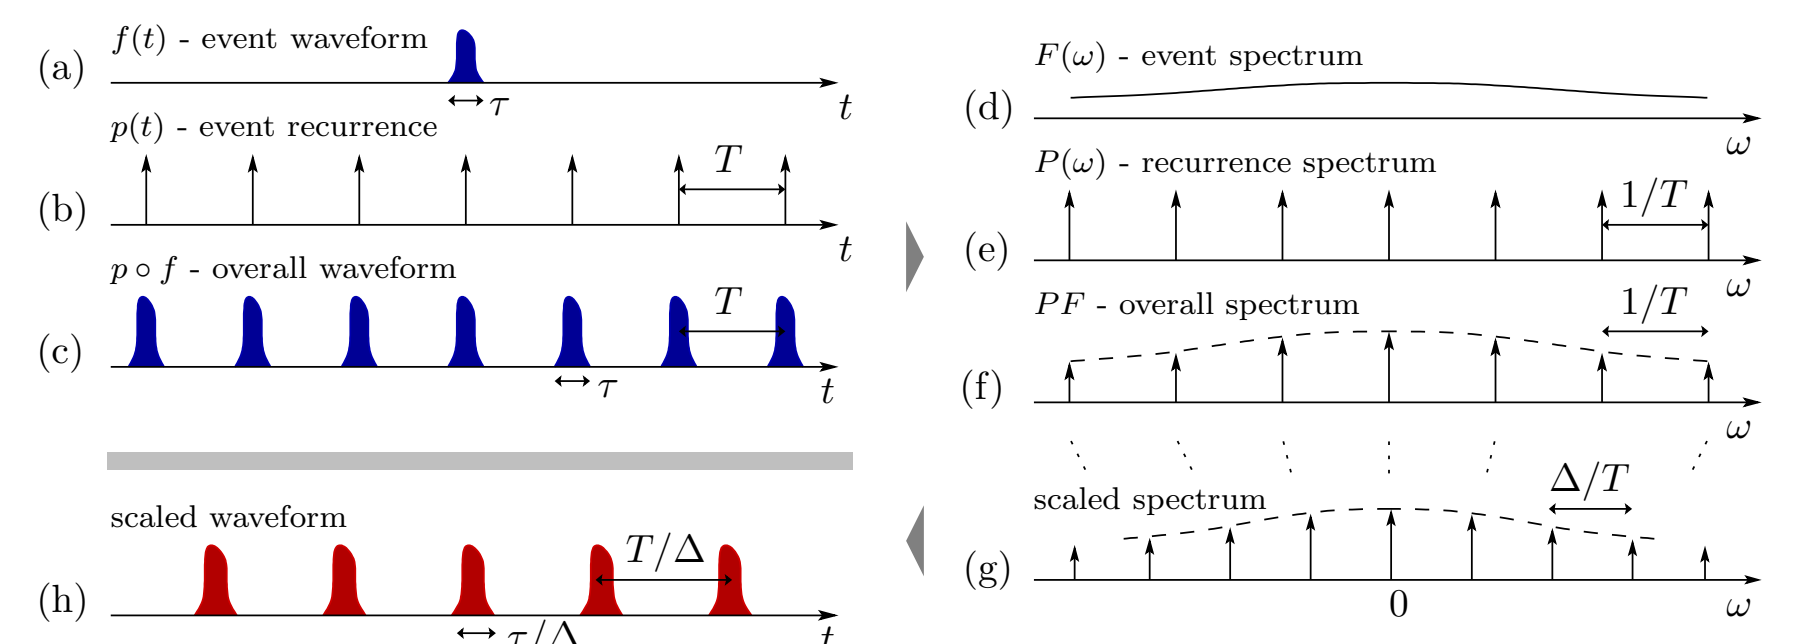 (a)
f(t) - event waveform
τ
t
(b)
p(t) - event recurrence
T
t
(c)
p ∘ f - overall waveform
T
τ
t
(h)
scaled waveform
T/Δ
τ/Δ
t
(d)
F(ω) - event spectrum
ω
(e)
P(ω) - recurrence spectrum
1/T
ω
(f)
PF - overall spectrum
1/T
ω
(g)
scaled spectrum
Δ/T
0
ω